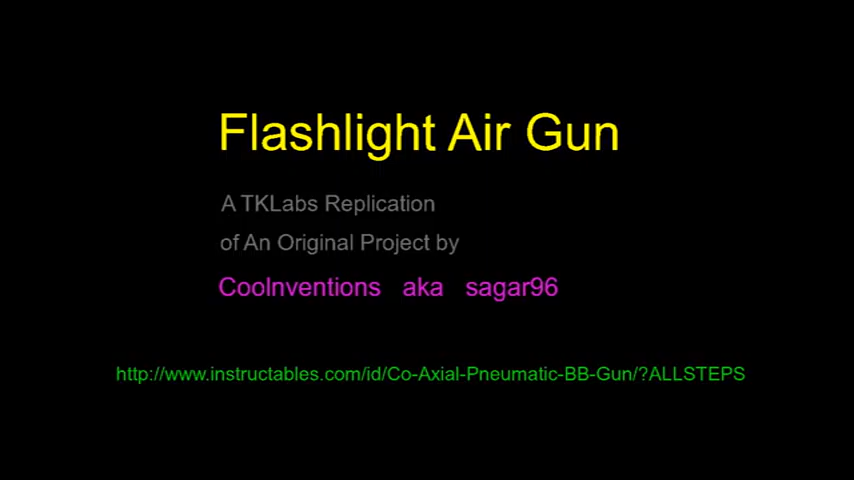 Flashlight Air Gun
A TKLabs Replication
of An Original Project by
Coolnventions aka sagar96
http://www.instructables.com/id/Co-Axial-Pneumatic-BB-Gun/?ALLSTEPS